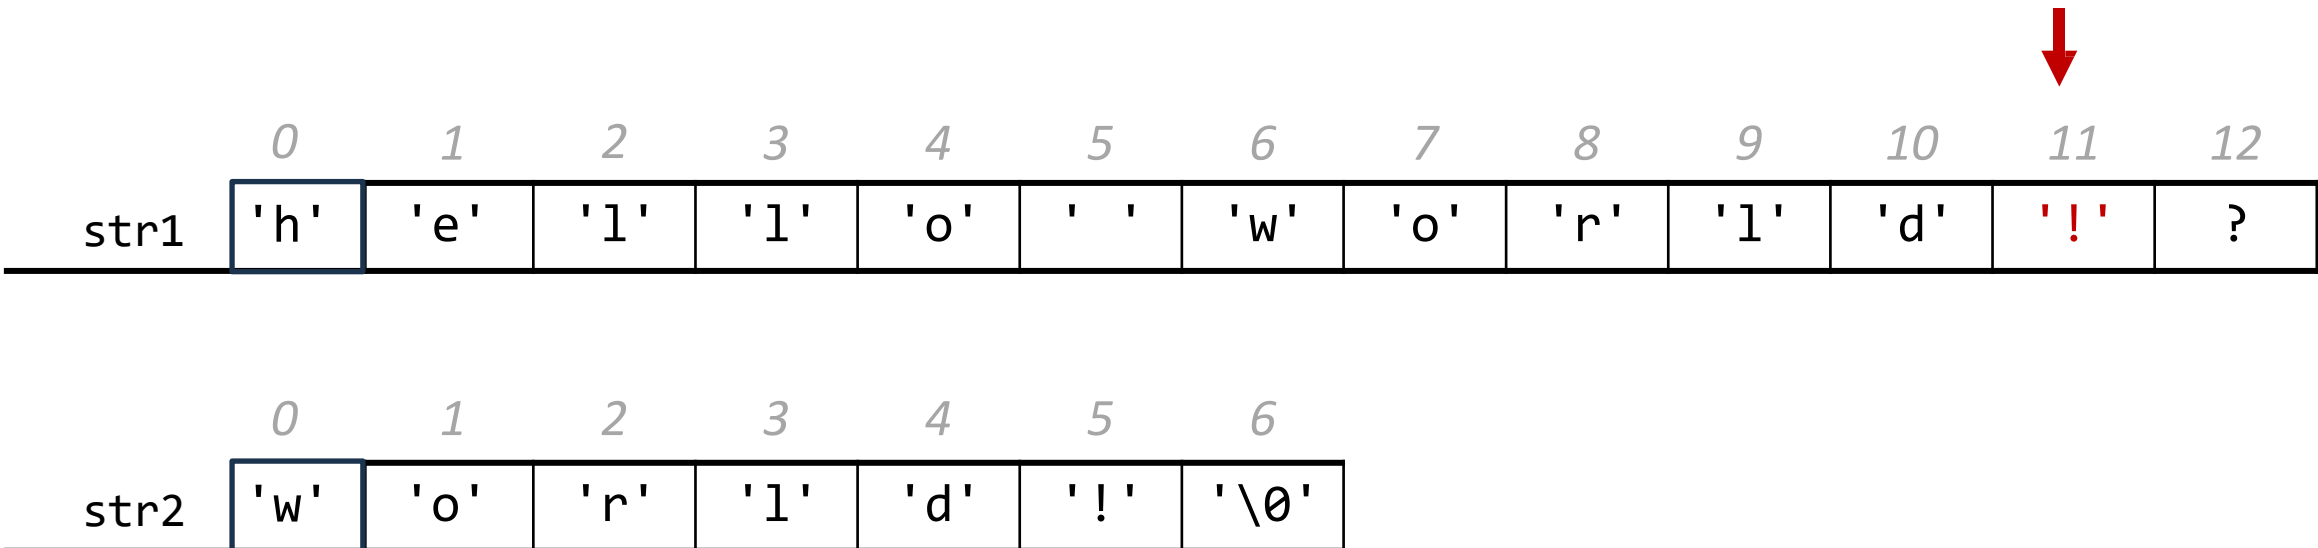 0 1 2 3 4 5 6 7 8 9 10 11 12
str1 'h' 'e' 'l' 'l' 'o' ' ' 'w' 'o' 'r' 'l' 'd' '!' ?
0 1 2 3 4 5 6
str2 'w' 'o' 'r' 'l' 'd' '!' '\0'